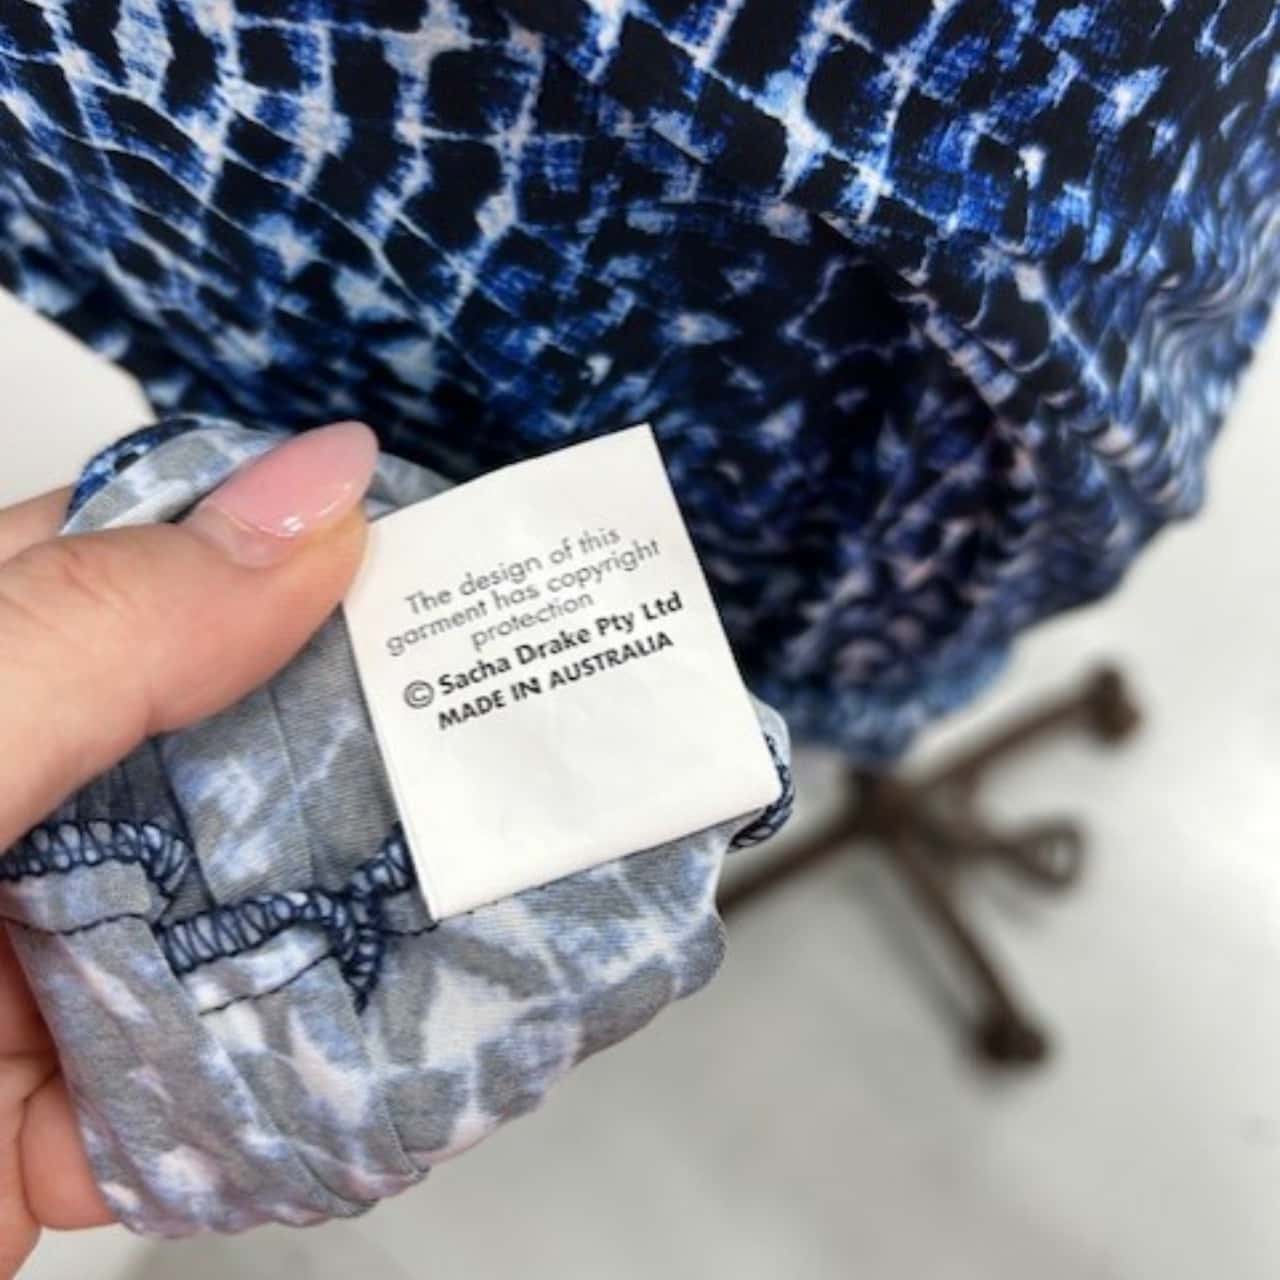 The design of this
garment has copyright
protection
© Sacha Drake Pty Ltd
MADE IN AUSTRALIA